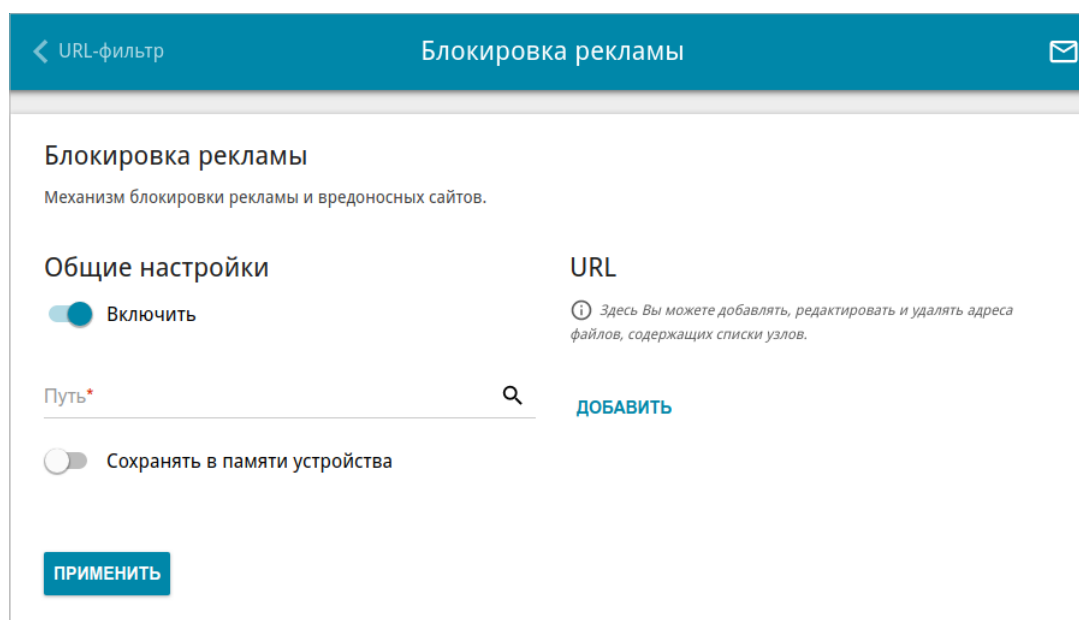 URL-фильтр
Блокировка рекламы
Блокировка рекламы
Механизм блокировки рекламы и вредоносных сайтов.
Общие настройки
Включить
Путь*
Сохранять в памяти устройства
ПРИМЕНИТЬ
URL
Здесь Вы можете добавлять, редактировать и удалять адреса
файлов, содержащих списки узлов.
ДОБАВИТЬ